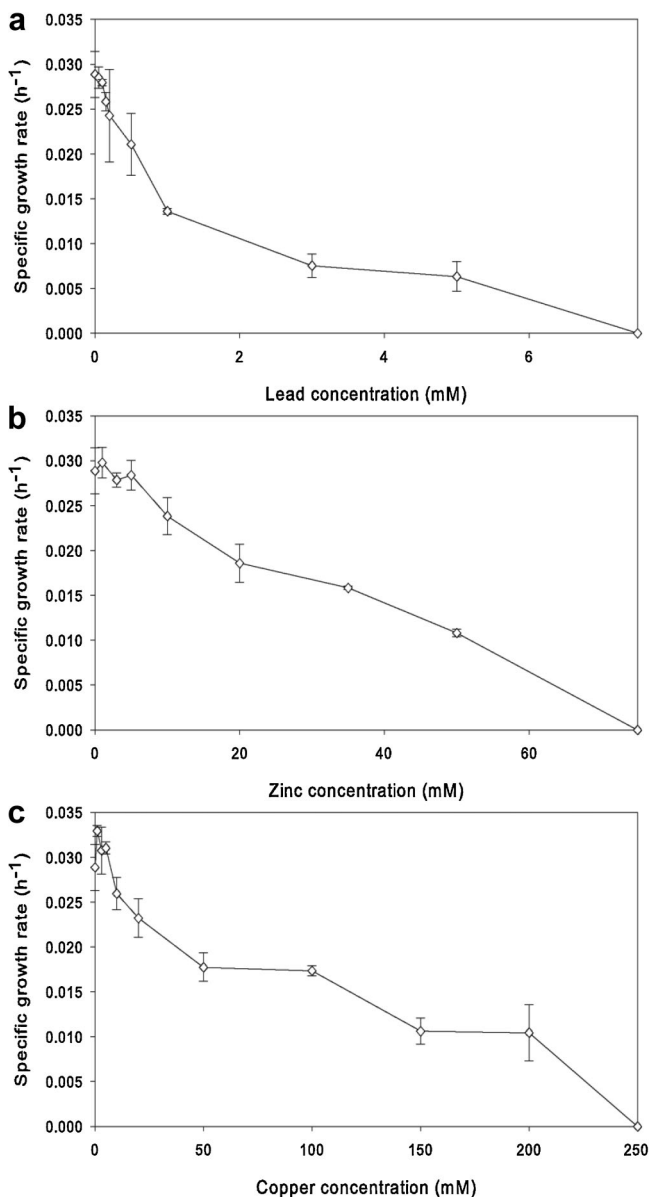 a
0.035
0.030
0.025
0.020
0.015
0.010
0.005
0.000
Specific growth rate (h⁻¹)
0 2 4 6
Lead concentration (mM)
b
0.035
0.030
0.025
0.020
0.015
0.010
0.005
0.000
Specific growth rate (h⁻¹)
0 20 40 60
Zinc concentration (mM)
c
0.035
0.030
0.025
0.020
0.015
0.010
0.005
0.000
Specific growth rate (h⁻¹)
0 50 100 150 200 250
Copper concentration (mM)